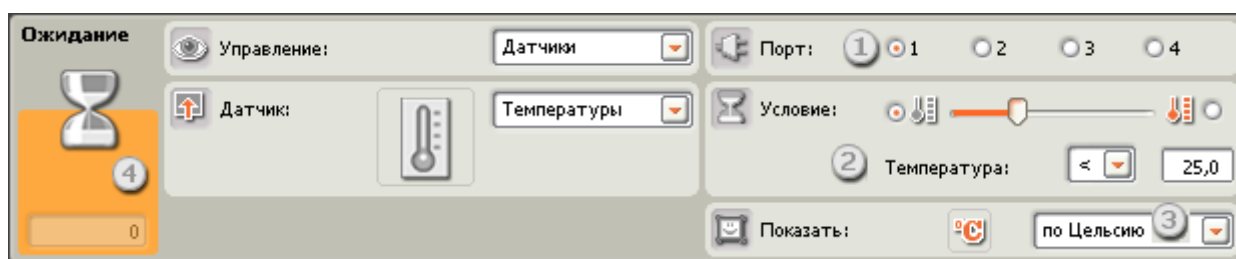 Ожидание
4
0
Управление:
Датчики
Датчик:
Температуры
Порт:
1
1
2
3
4
Условие:
2
Температура:
<
25,0
Показать:
°C
по Цельсию
3